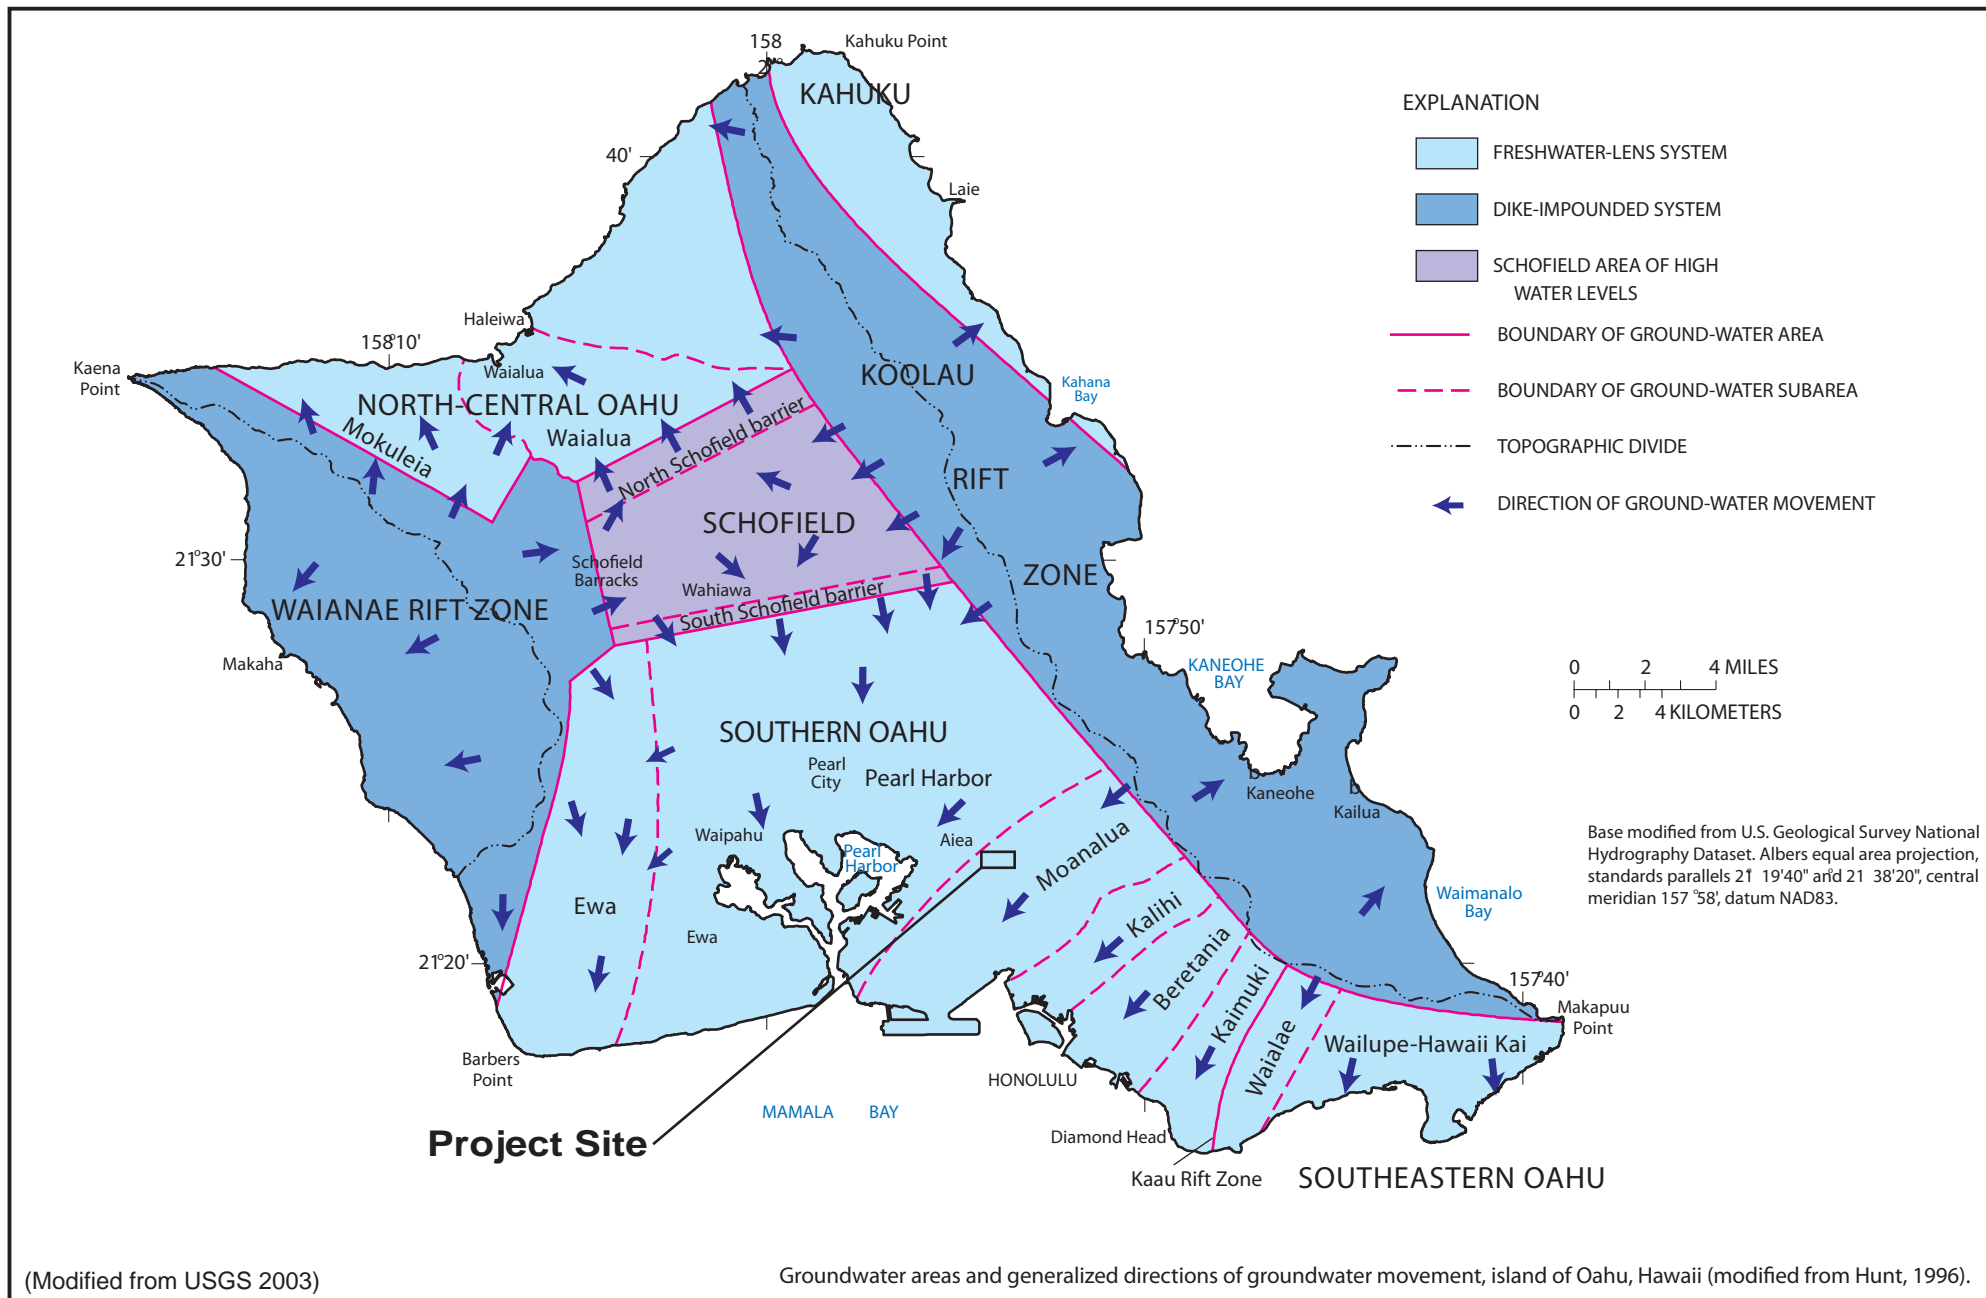 158
21°
Kahuku Point
KAHUKU
40'
Laie
Haleiwa
158°10'
Kaena
Point
Waialua
NORTH-CENTRAL OAHU
Mokuleia
Waialua
North Schofield barrier
KOOLAU
RIFT
ZONE
Kahana
Bay
SCHOFIELD
21°30'
Schofield
Barracks
Wahiawa
South Schofield barrier
WAIANAE RIFT ZONE
Makaha
157°50'
KANEOHE
BAY
SOUTHERN OAHU
Pearl
City
Pearl Harbor
Waipahu
Aiea
Pearl
Harbor
b
Kaneohe
b
Kailua
Moanalua
Kalihi
Beretania
Kaimuki
Waialae
Wailupe-Hawaii Kai
Waimanalo
Bay
Ewa
Ewa
21°20'
157°40'
Makapuu
Point
Barbers
Point
HONOLULU
MAMALA BAY
Diamond Head
Kaau Rift Zone
SOUTHEASTERN OAHU
Project Site
EXPLANATION
FRESHWATER-LENS SYSTEM
DIKE-IMPOUNDED SYSTEM
SCHOFIELD AREA OF HIGH
WATER LEVELS
BOUNDARY OF GROUND-WATER AREA
BOUNDARY OF GROUND-WATER SUBAREA
TOPOGRAPHIC DIVIDE
DIRECTION OF GROUND-WATER MOVEMENT
0 2 4 MILES
0 2 4 KILOMETERS
Base modified from U.S. Geological Survey National
Hydrography Dataset. Albers equal area projection,
standards parallels 21° 19'40" and 21° 38'20", central
meridian 157 °58', datum NAD83.
(Modified from USGS 2003)
Groundwater areas and generalized directions of groundwater movement, island of Oahu, Hawaii (modified from Hunt, 1996).